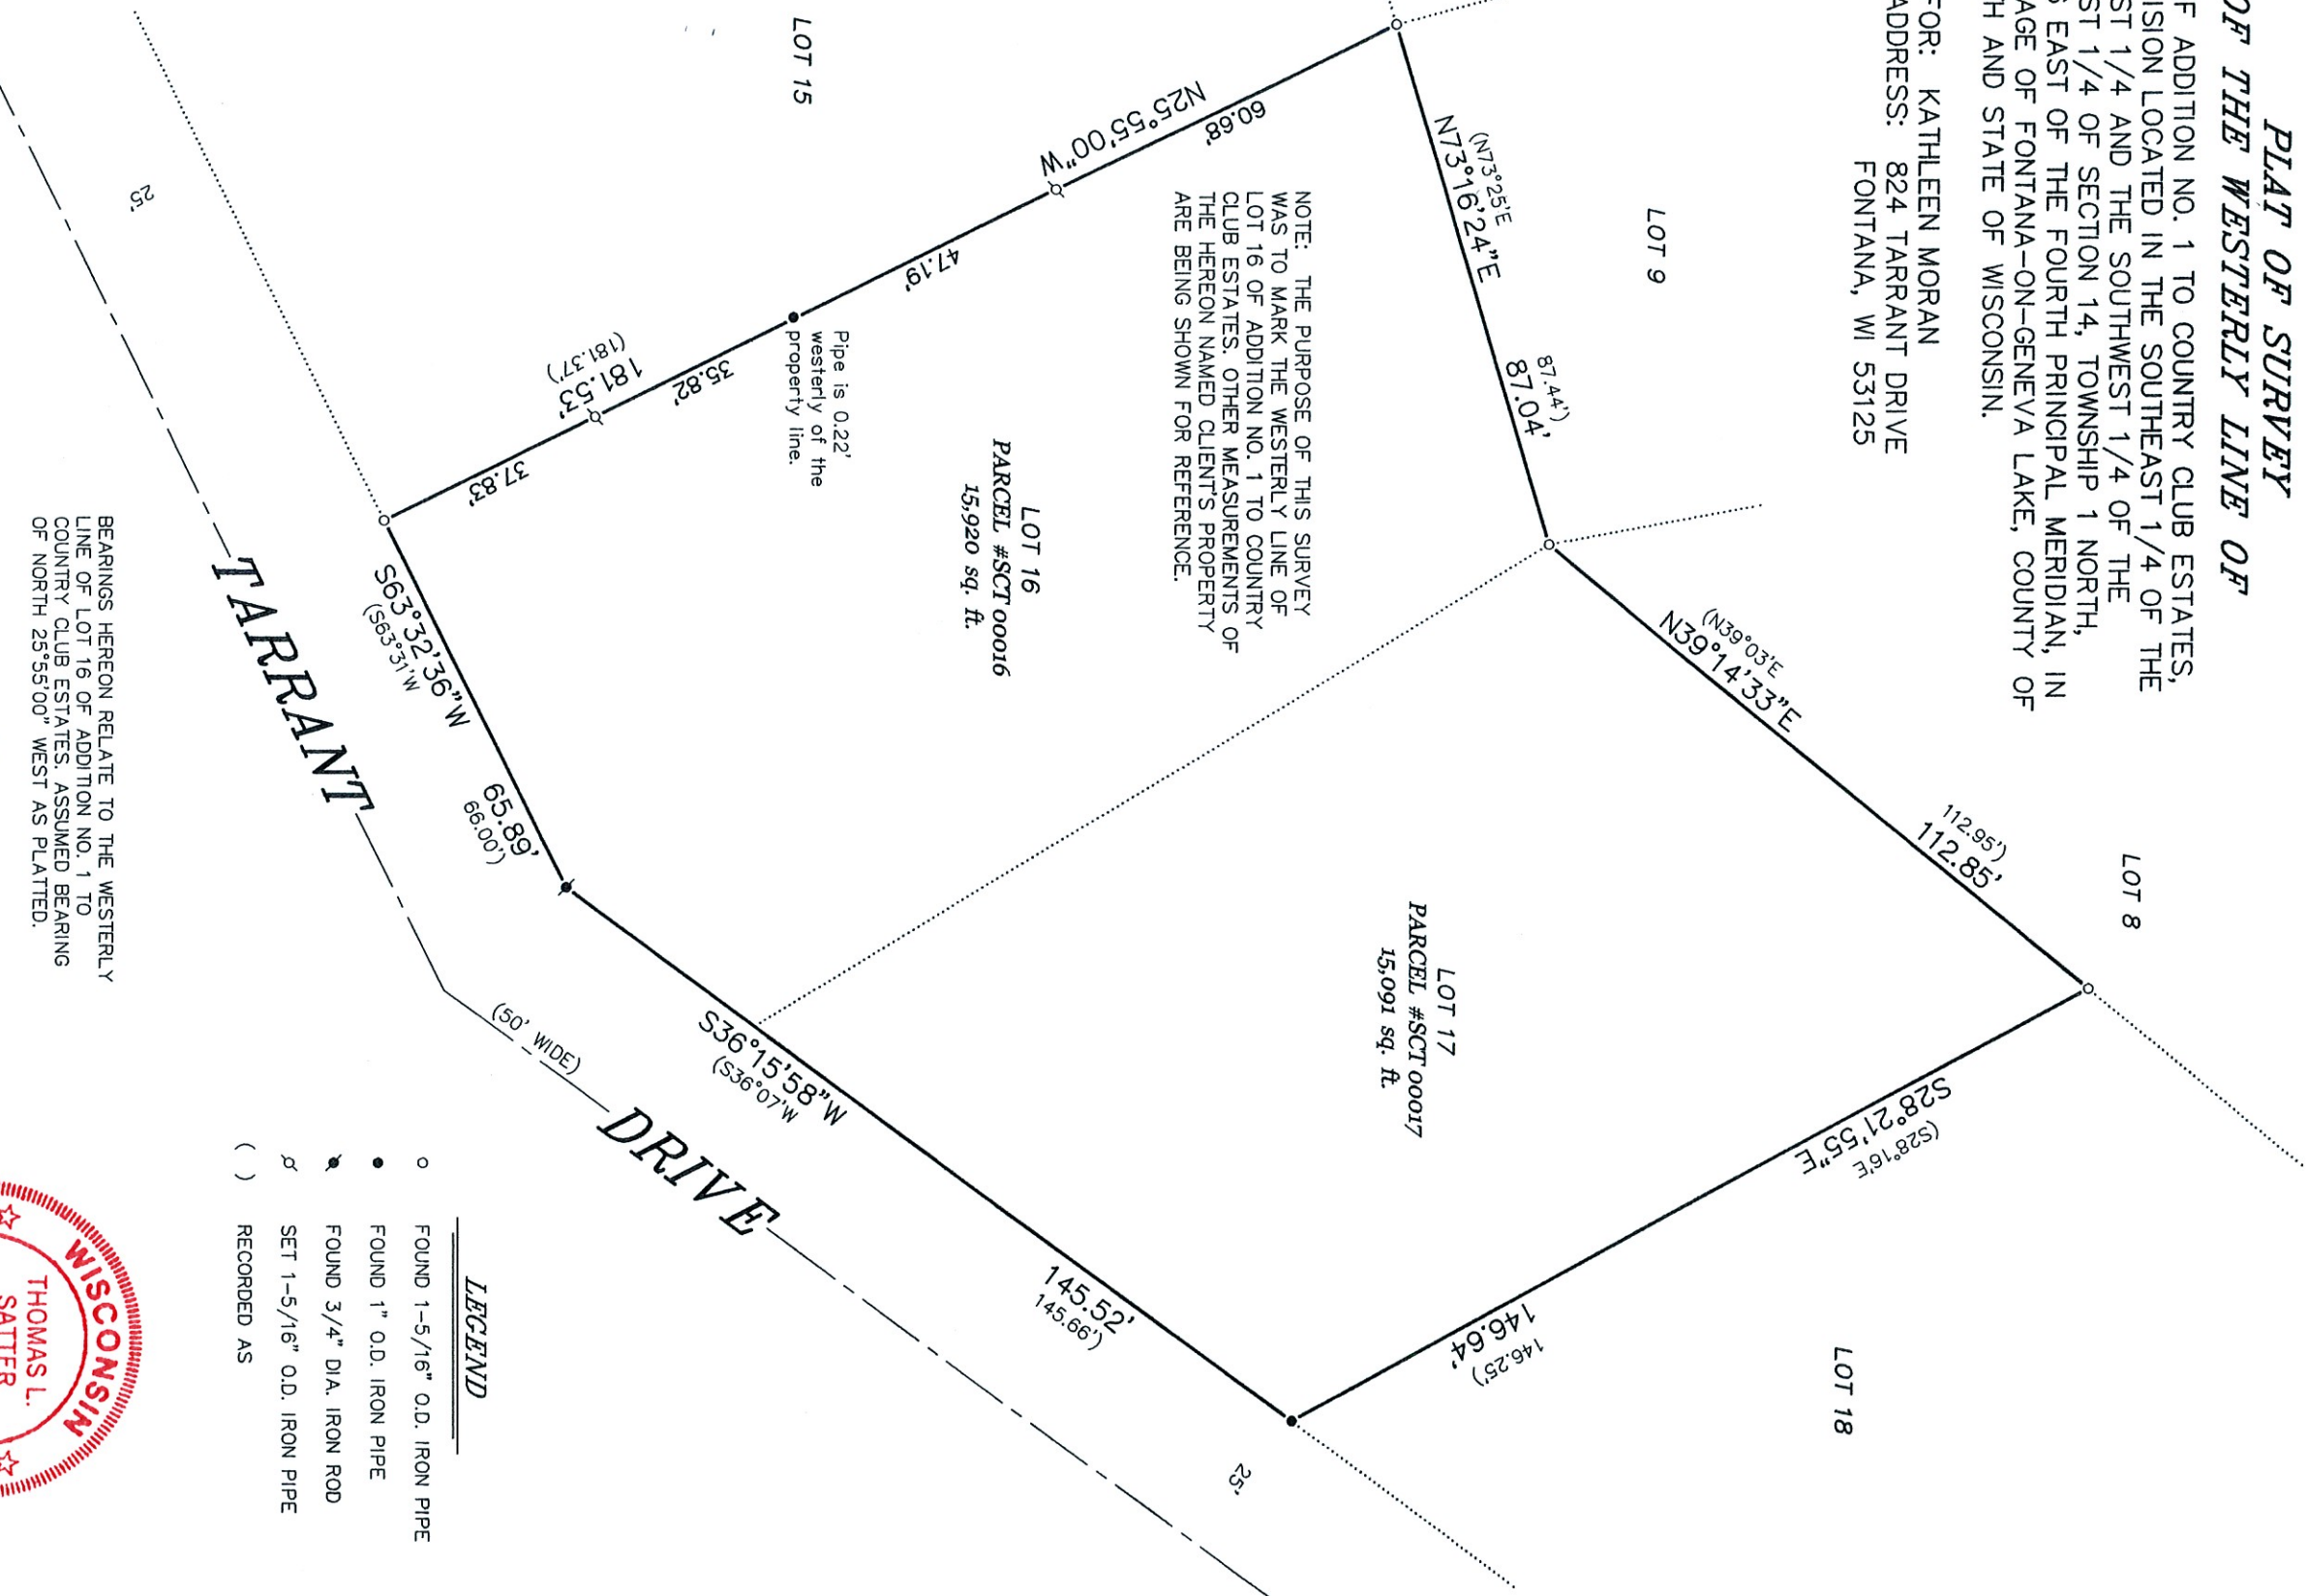 PLAT OF SURVEY
OF THE WESTERLY LINE OF
F ADDITION NO. 1 TO COUNTRY CLUB ESTATES,
ISION LOCATED IN THE SOUTHEAST 1/4 OF THE
ST 1/4 AND THE SOUTHWEST 1/4 OF THE
ST 1/4 OF SECTION 14, TOWNSHIP 1 NORTH,
EAST OF THE FOURTH PRINCIPAL MERIDIAN, IN
AGE OF FONTANA-ON-GENEVA LAKE, COUNTY OF
H AND STATE OF WISCONSIN.
FOR: KATHLEEN MORAN
ADDRESS: 824 TARRANT DRIVE
FONTANA, WI 53125
LOT 8
LOT 9
LOT 18
LOT 15
(N73°25'E
N73°16'24"E
87.44')
87.04'
(N39°03'E
N39°14'33"E
112.95')
112.85'
(S28°16'E
S28°21'55"E
146.25')
146.64'
N25°55'00"W
60.68'
47.19'
35.82'
181.53'
(181.37')
37.83'
NOTE: THE PURPOSE OF THIS SURVEY
WAS TO MARK THE WESTERLY LINE OF
LOT 16 OF ADDITION NO. 1 TO COUNTRY
CLUB ESTATES. OTHER MEASUREMENTS OF
THE HEREON NAMED CLIENT'S PROPERTY
ARE BEING SHOWN FOR REFERENCE.
Pipe is 0.22'
westerly of the
property line.
LOT 16
PARCEL #SCT 00016
15,920 sq. ft.
LOT 17
PARCEL #SCT 00017
15,091 sq. ft.
S63°32'36"W
(S63°31'W
65.89'
66.00')
S36°15'58"W
(S36°07'W
145.52'
145.66')
25'
25'
TARRANT
(50' WIDE)
DRIVE
BEARINGS HEREON RELATE TO THE WESTERLY
LINE OF LOT 16 OF ADDITION NO. 1 TO
COUNTRY CLUB ESTATES. ASSUMED BEARING
OF NORTH 25°55'00" WEST AS PLATTED.
LEGEND
FOUND 1-5/16" O.D. IRON PIPE
FOUND 1" O.D. IRON PIPE
FOUND 3/4" DIA. IRON ROD
SET 1-5/16" O.D. IRON PIPE
( ) RECORDED AS
WISCONSIN
THOMAS L.
SATTER